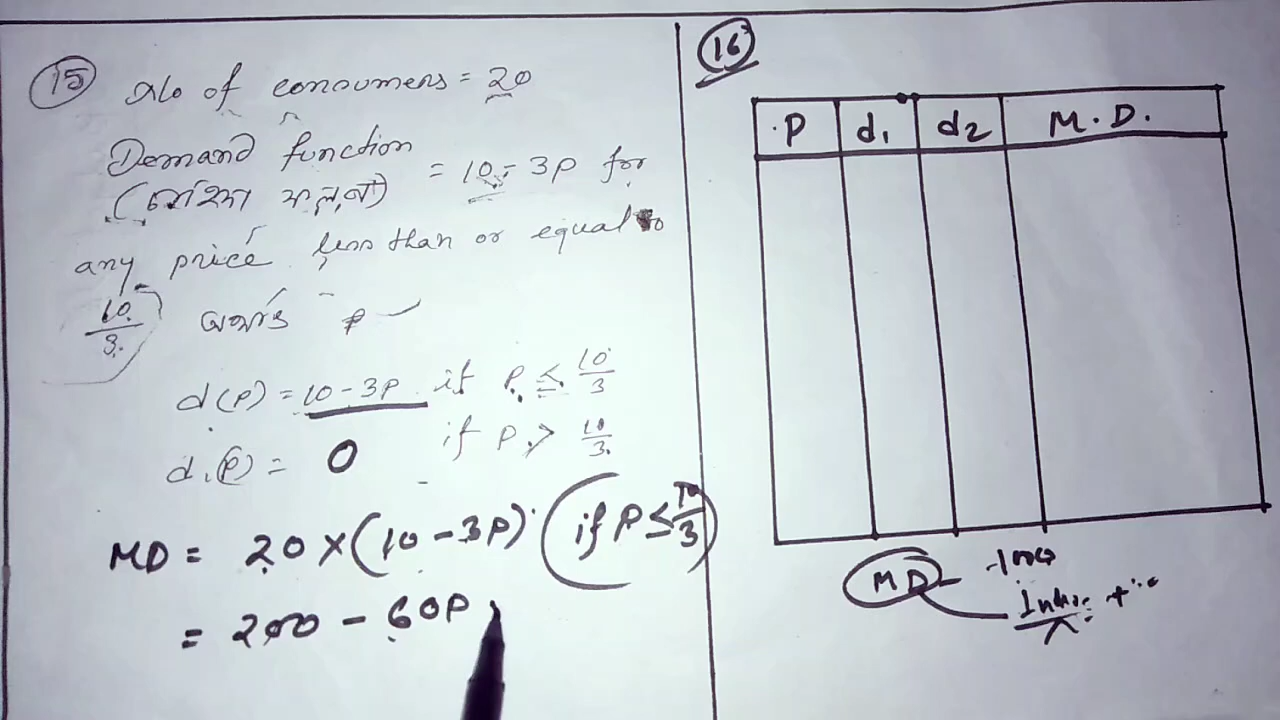 15
No of consumers = 20
Demand function
= 10 - 3P for
any price less than or equal to
10/3 অর্থাৎ P
d(P) = 10 - 3P if P ≤ 10/3
d,(P) = 0 if P > 10/3
MD = 20 × (10 - 3P) (if P ≤ 10/3)
= 200 - 60P
16
P d1 d2 M.D.
MD